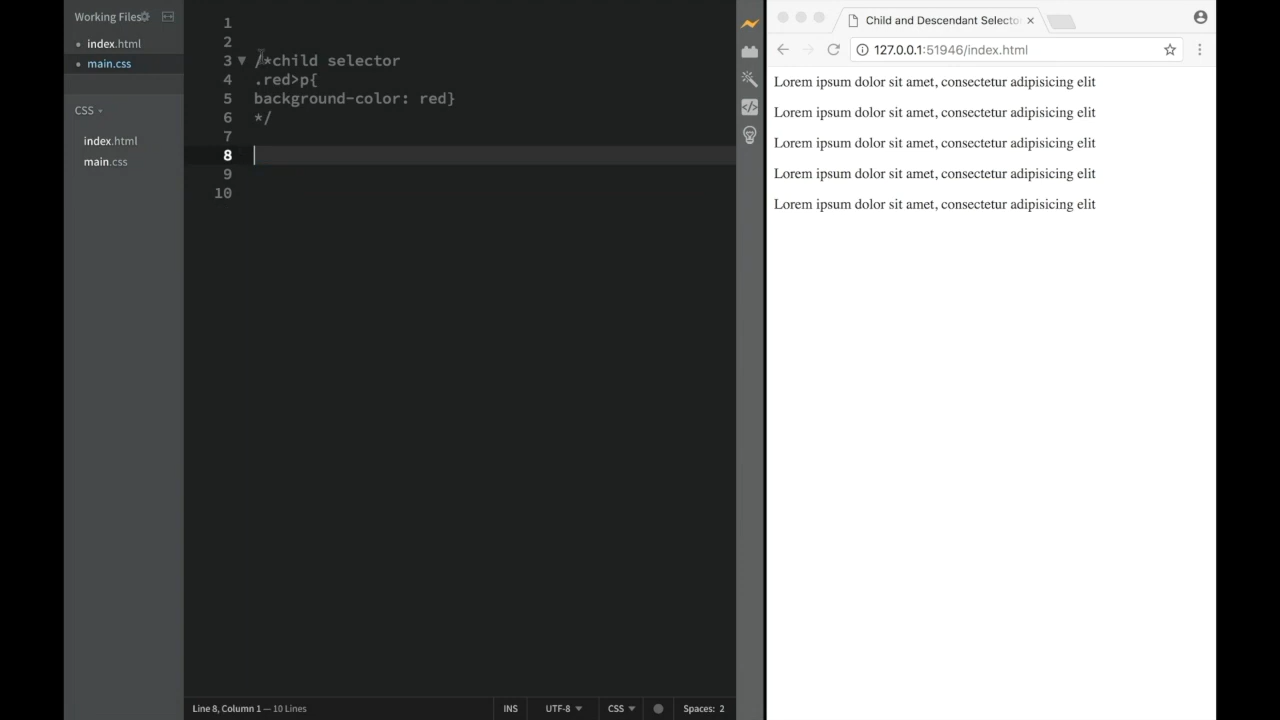 Working Files
index.html
main.css
CSS
index.html
main.css
1
2
3 /*child selector
4 .red>p{
5 background-color: red}
6 */
7
8
9
10
Line 8, Column 1 — 10 Lines
INS
UTF-8
CSS
Spaces: 2
Child and Descendant Selecto
127.0.0.1:51946/index.html
Lorem ipsum dolor sit amet, consectetur adipisicing elit
Lorem ipsum dolor sit amet, consectetur adipisicing elit
Lorem ipsum dolor sit amet, consectetur adipisicing elit
Lorem ipsum dolor sit amet, consectetur adipisicing elit
Lorem ipsum dolor sit amet, consectetur adipisicing elit